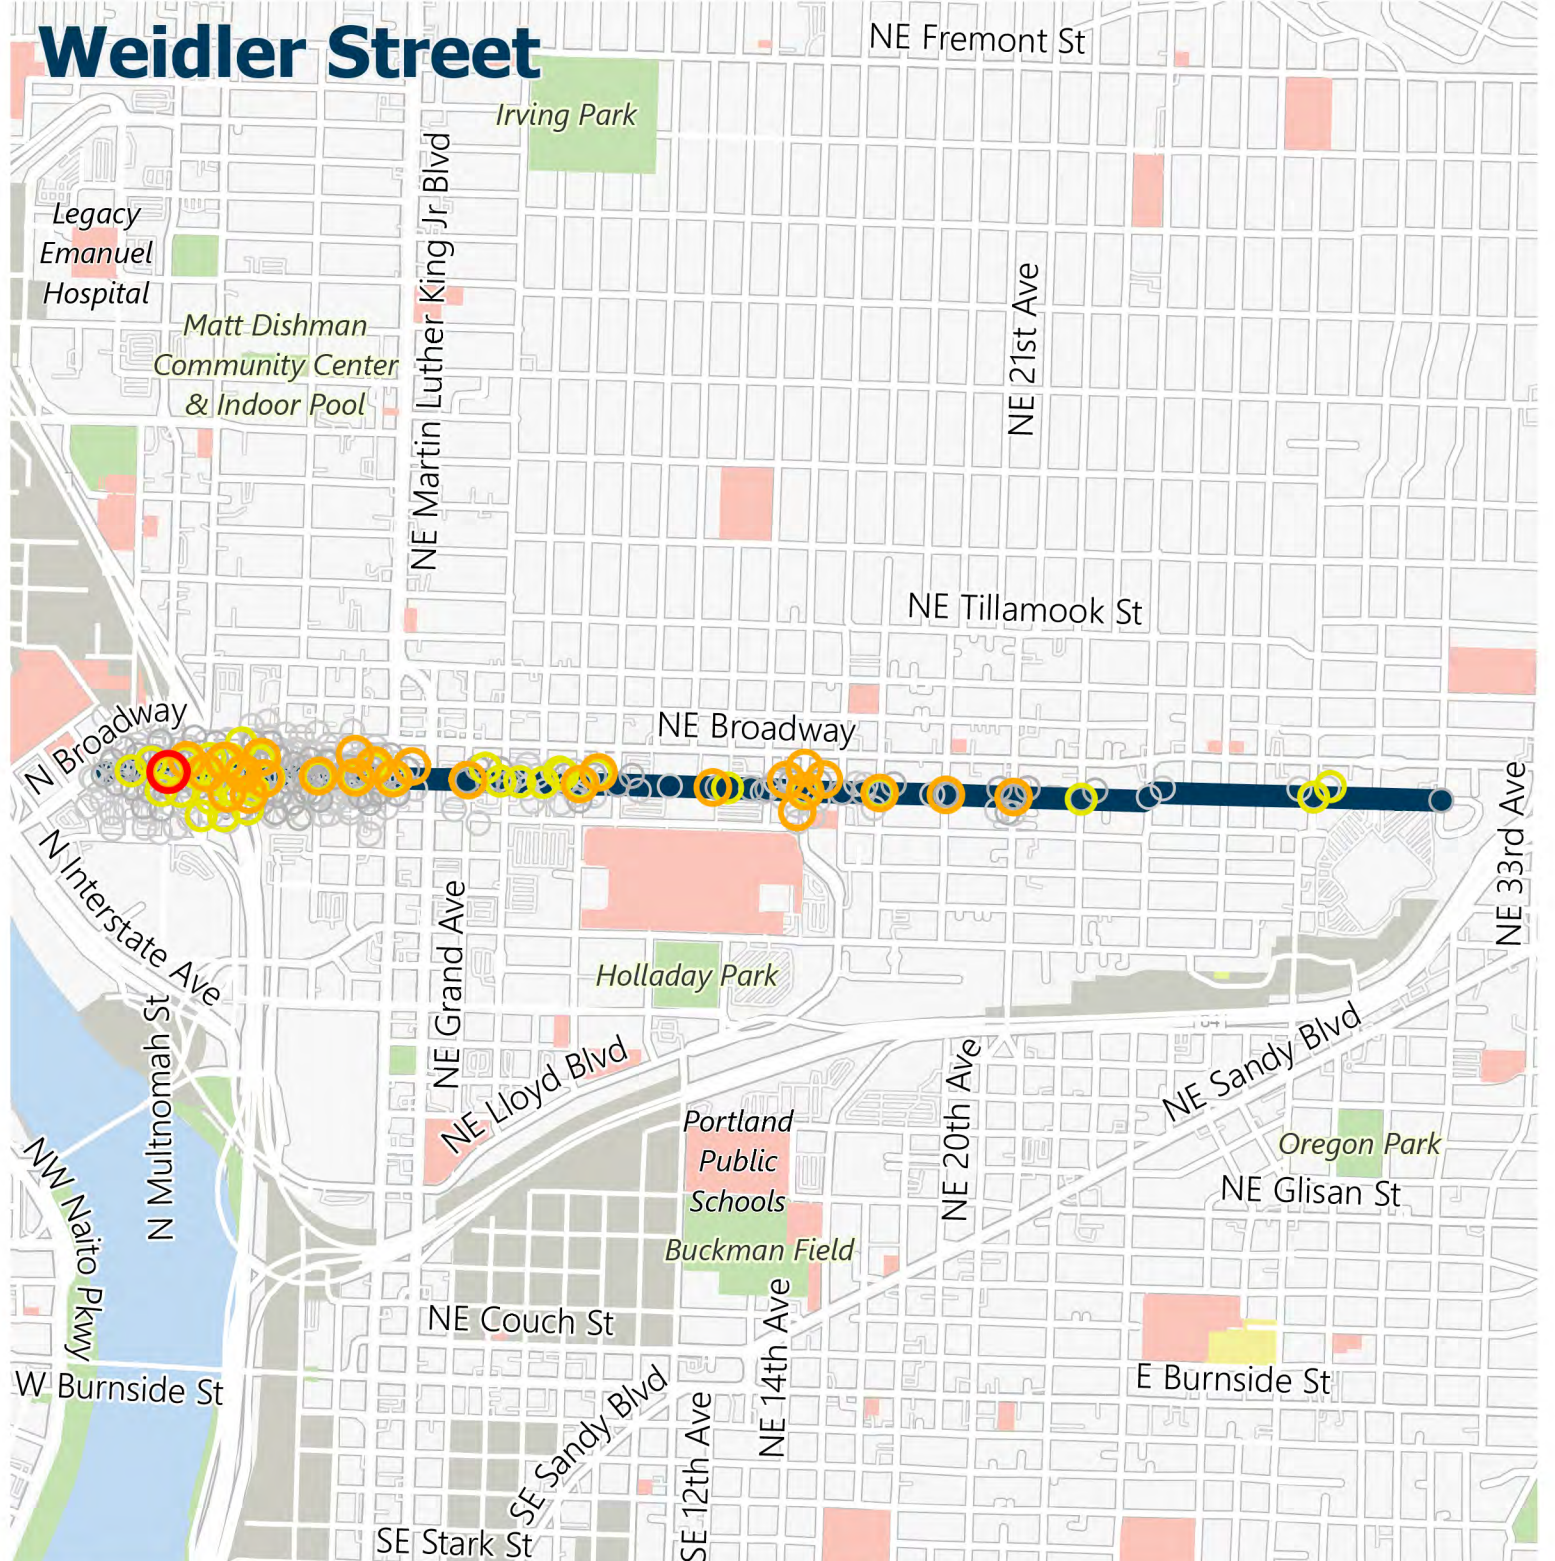 Weidler Street
NE Fremont St
Irving Park
NE Martin Luther King Jr Blvd
Legacy
Emanuel
Hospital
NE 21st Ave
Matt Dishman
Community Center
& Indoor Pool
NE Tillamook St
N Broadway
NE Broadway
NE 33rd Ave
N Interstate Ave
NE Grand Ave
Holladay Park
N Multnomah St
NE Lloyd Blvd
84
NE Sandy Blvd
NE 20th Ave
Portland
Public
Schools
Oregon Park
NE Glisan St
NW Naito Pkwy
Buckman Field
NE Couch St
NE 14th Ave
W Burnside St
E Burnside St
SE Sandy Blvd
SE 12th Ave
SE Stark St